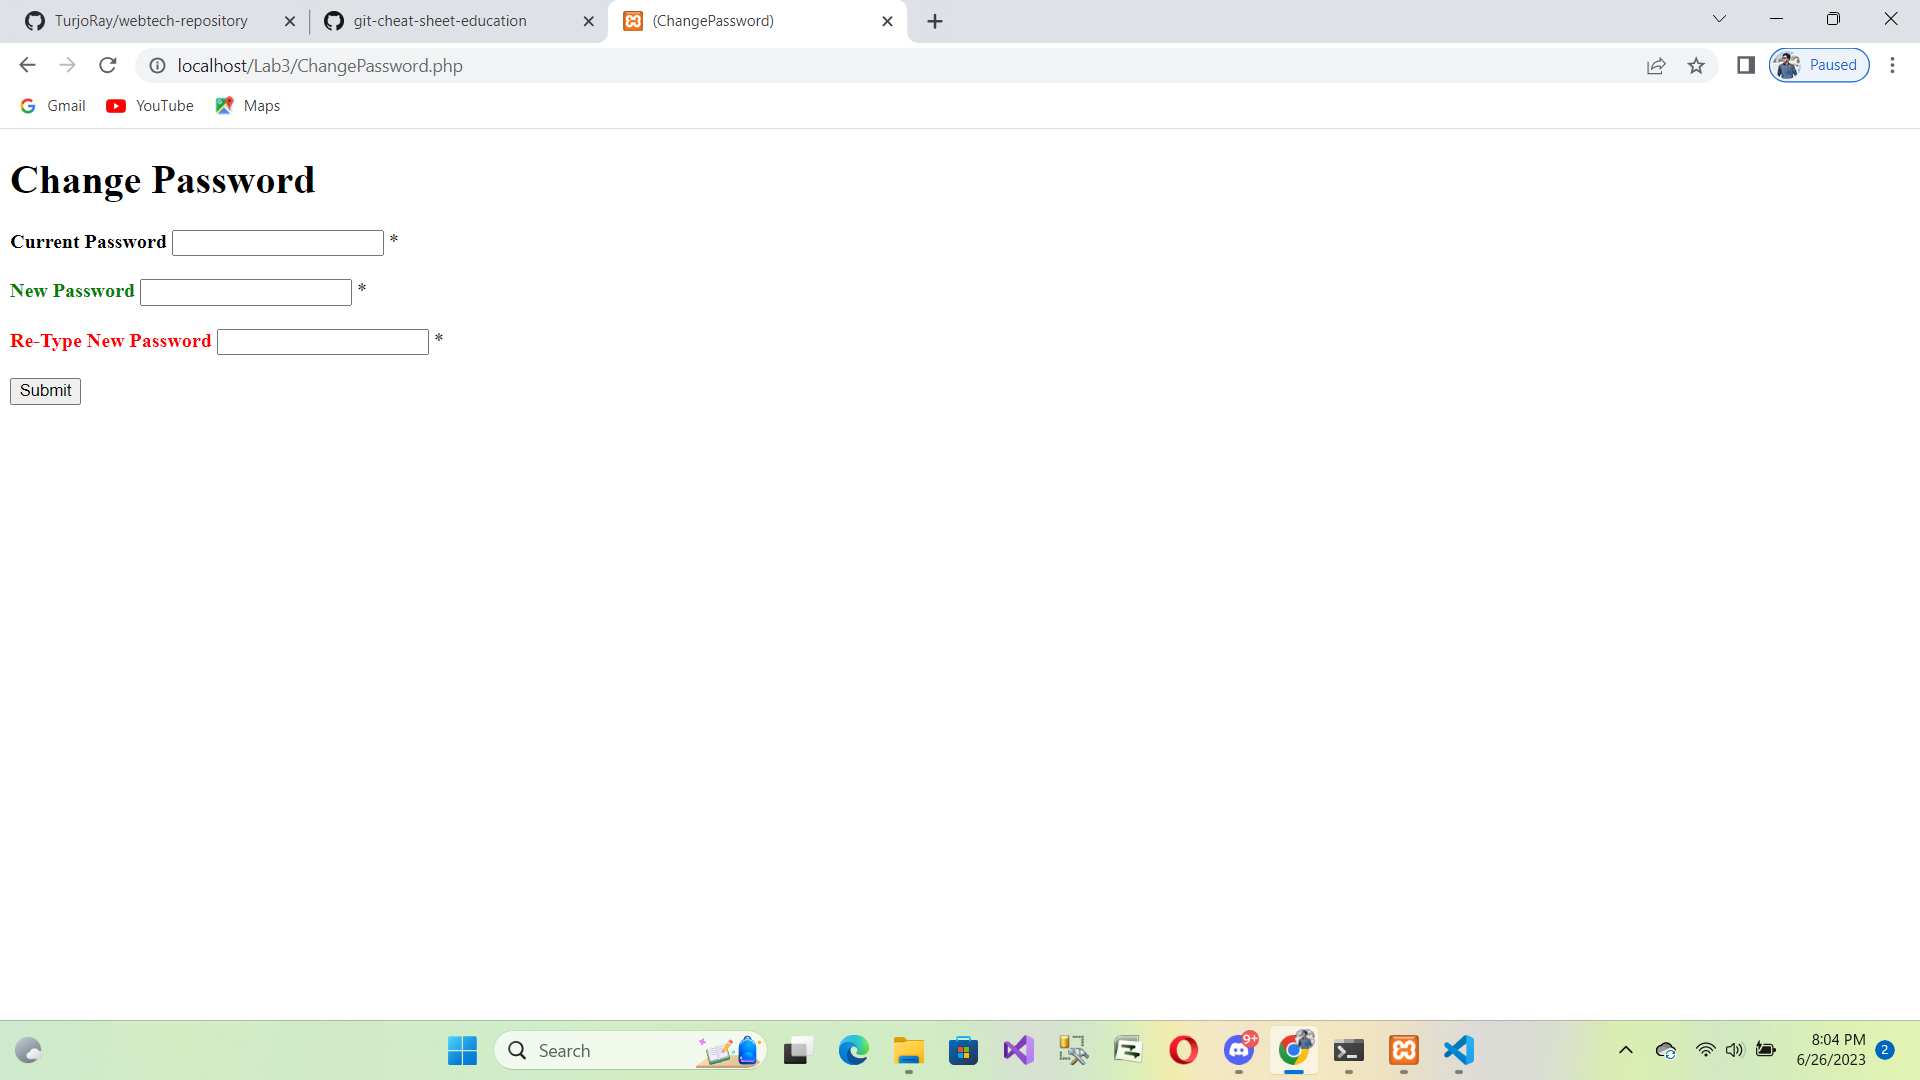 TurjoRay/webtech-repository
git-cheat-sheet-education
(ChangePassword)
localhost/Lab3/ChangePassword.php
Paused
Gmail
YouTube
Maps
Change Password
Current Password *
New Password *
Re-Type New Password *
Submit
Search
9+
8:04 PM
6/26/2023
2